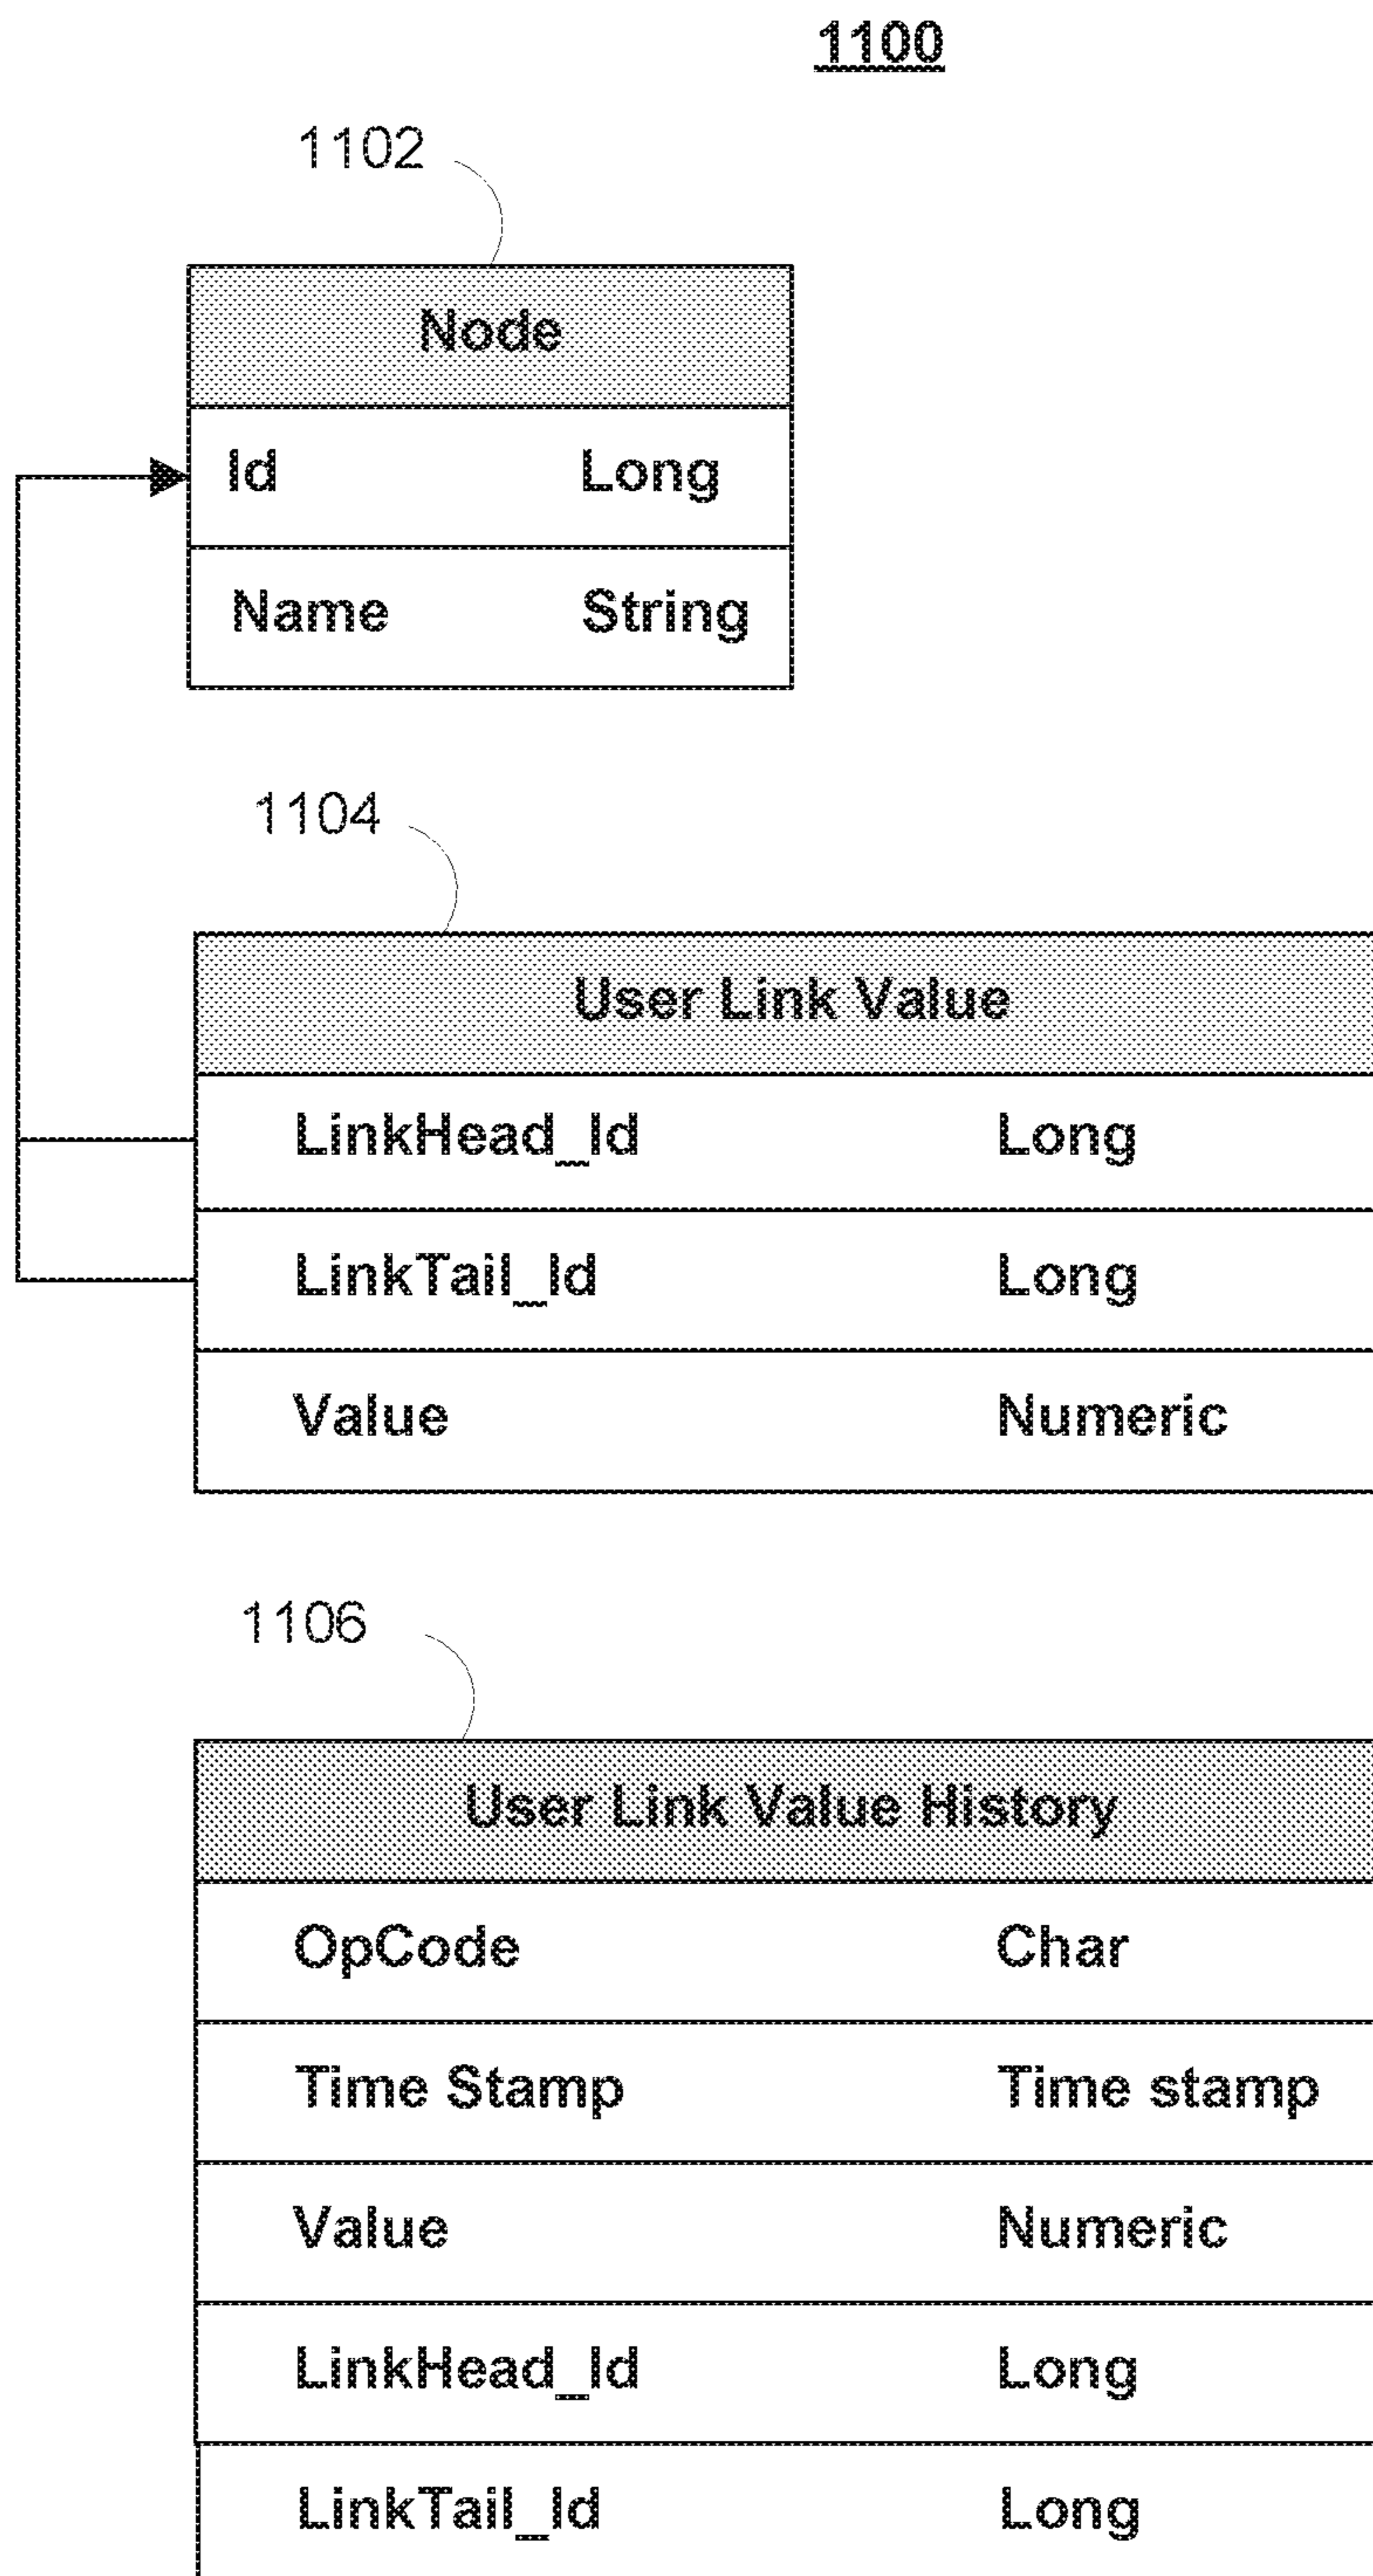 1100
1102
Node
Id Long
Name String
1104
User Link Value
LinkHead_Id Long
LinkTail_Id Long
Value Numeric
1106
User Link Value History
OpCode Char
Time Stamp Time stamp
Value Numeric
LinkHead_Id Long
LinkTail_Id Long